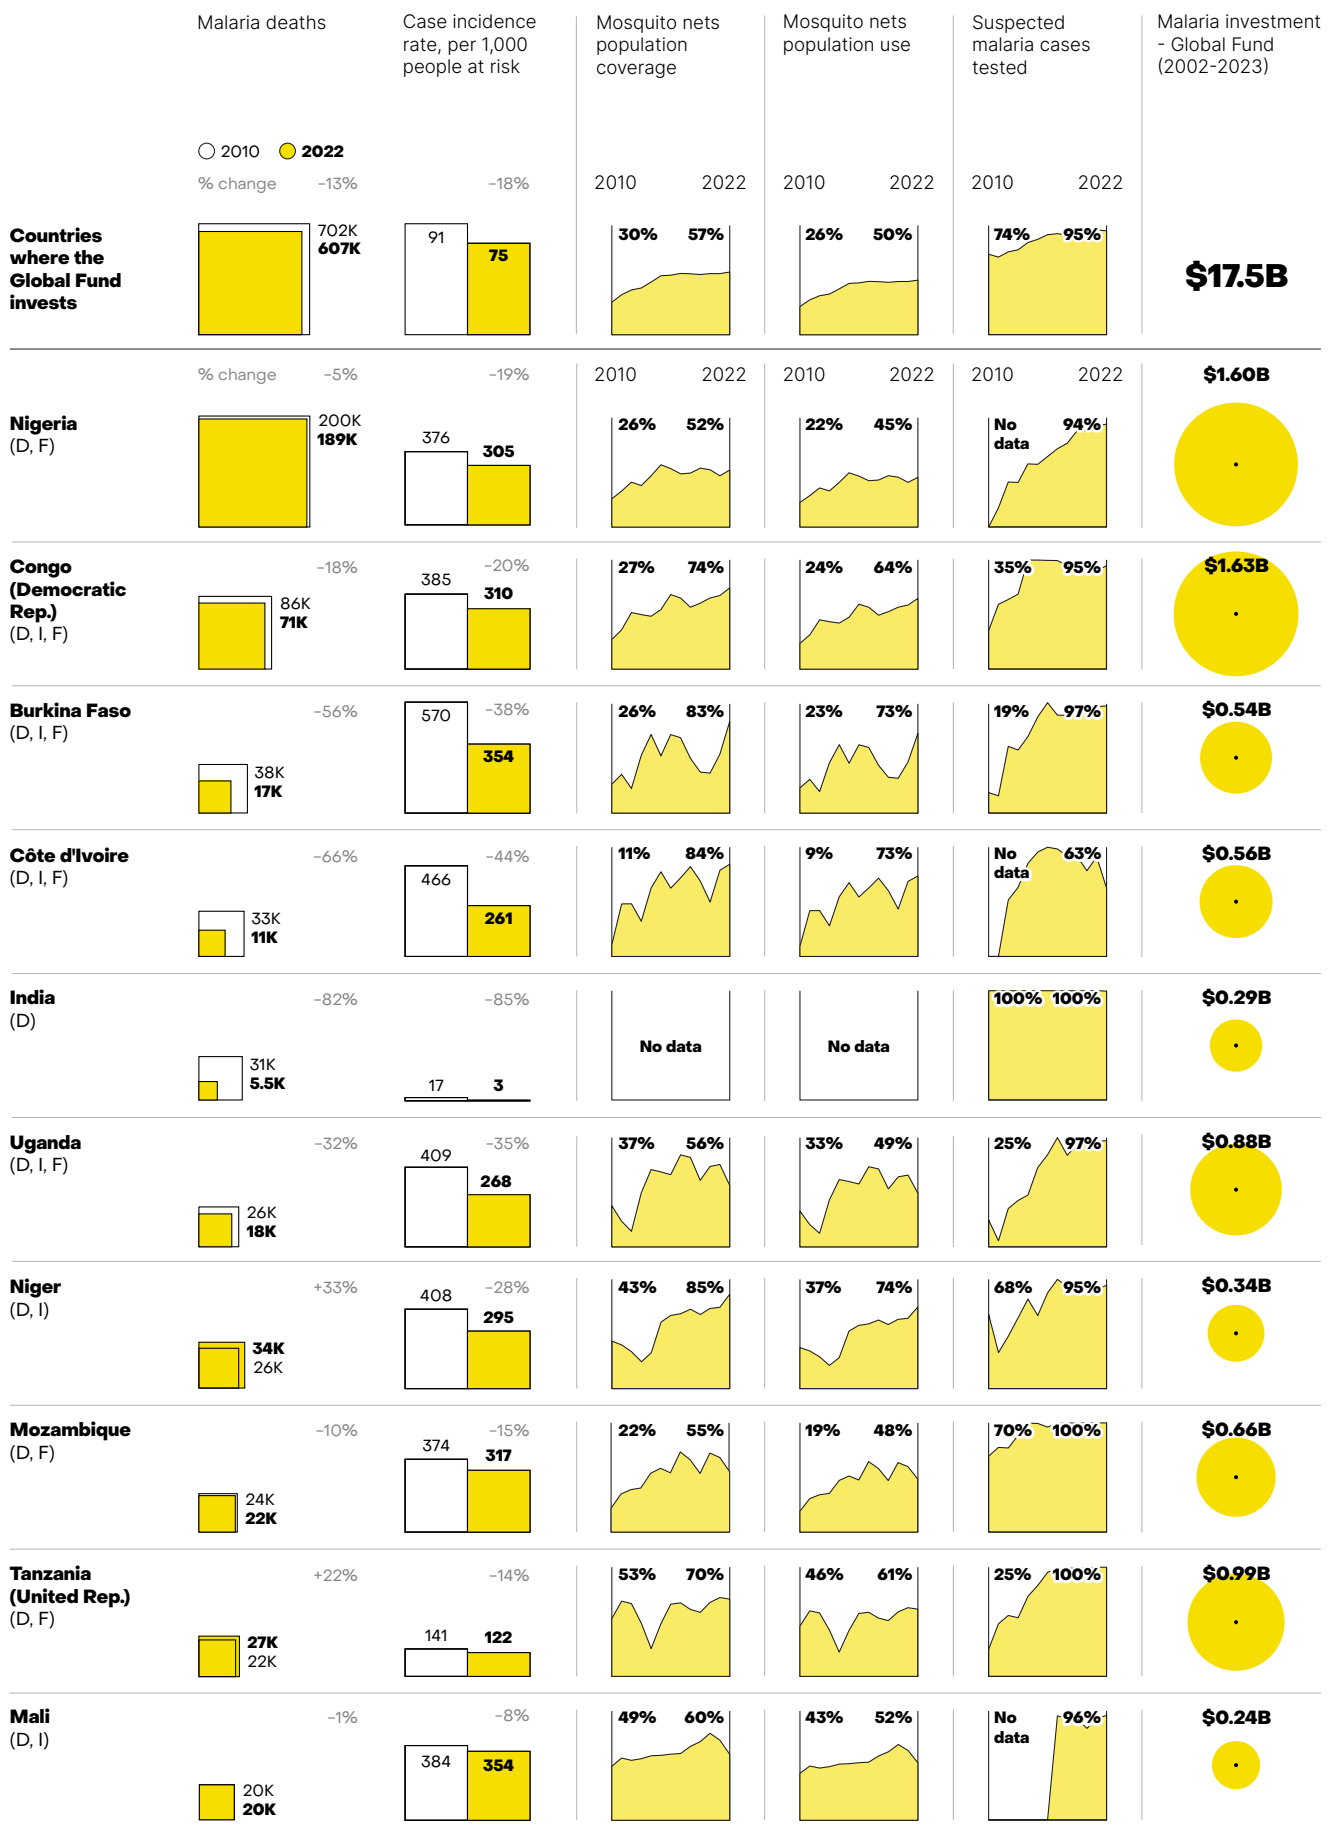 Malaria deaths
Case incidence
rate, per 1,000
people at risk
Mosquito nets
population
coverage
Mosquito nets
population use
Suspected
malaria cases
tested
Malaria investment
- Global Fund
(2002-2023)
2010 2022
% change -13% -18% 2010 2022 2010 2022 2010 2022
Countries
where the
Global Fund
invests
702K
607K
91
75
30% 57%
26% 50%
74% 95%
$17.5B
% change -5% -19% 2010 2022 2010 2022 2010 2022
$1.60B
Nigeria
(D, F)
200K
189K
376
305
26% 52%
22% 45%
No
data
94%
Congo
(Democratic
Rep.)
(D, I, F)
-18%
86K
71K
-20%
385
310
27% 74%
24% 64%
35% 95%
$1.63B
Burkina Faso
(D, I, F)
-56%
38K
17K
-38%
570
354
26% 83%
23% 73%
19% 97%
$0.54B
Côte d'Ivoire
(D, I, F)
-66%
33K
11K
-44%
466
261
11% 84%
9% 73%
No
data
63%
$0.56B
India
(D)
-82%
31K
5.5K
-85%
17
3
No data
No data
100% 100%
$0.29B
Uganda
(D, I, F)
-32%
26K
18K
-35%
409
268
37% 56%
33% 49%
25% 97%
$0.88B
Niger
(D, I)
+33%
34K
26K
-28%
408
295
43% 85%
37% 74%
68% 95%
$0.34B
Mozambique
(D, F)
-10%
24K
22K
-15%
374
317
22% 55%
19% 48%
70% 100%
$0.66B
Tanzania
(United Rep.)
(D, F)
+22%
27K
22K
-14%
141
122
53% 70%
46% 61%
25% 100%
$0.99B
Mali
(D, I)
-1%
20K
20K
-8%
384
354
49% 60%
43% 52%
No
data
96%
$0.24B